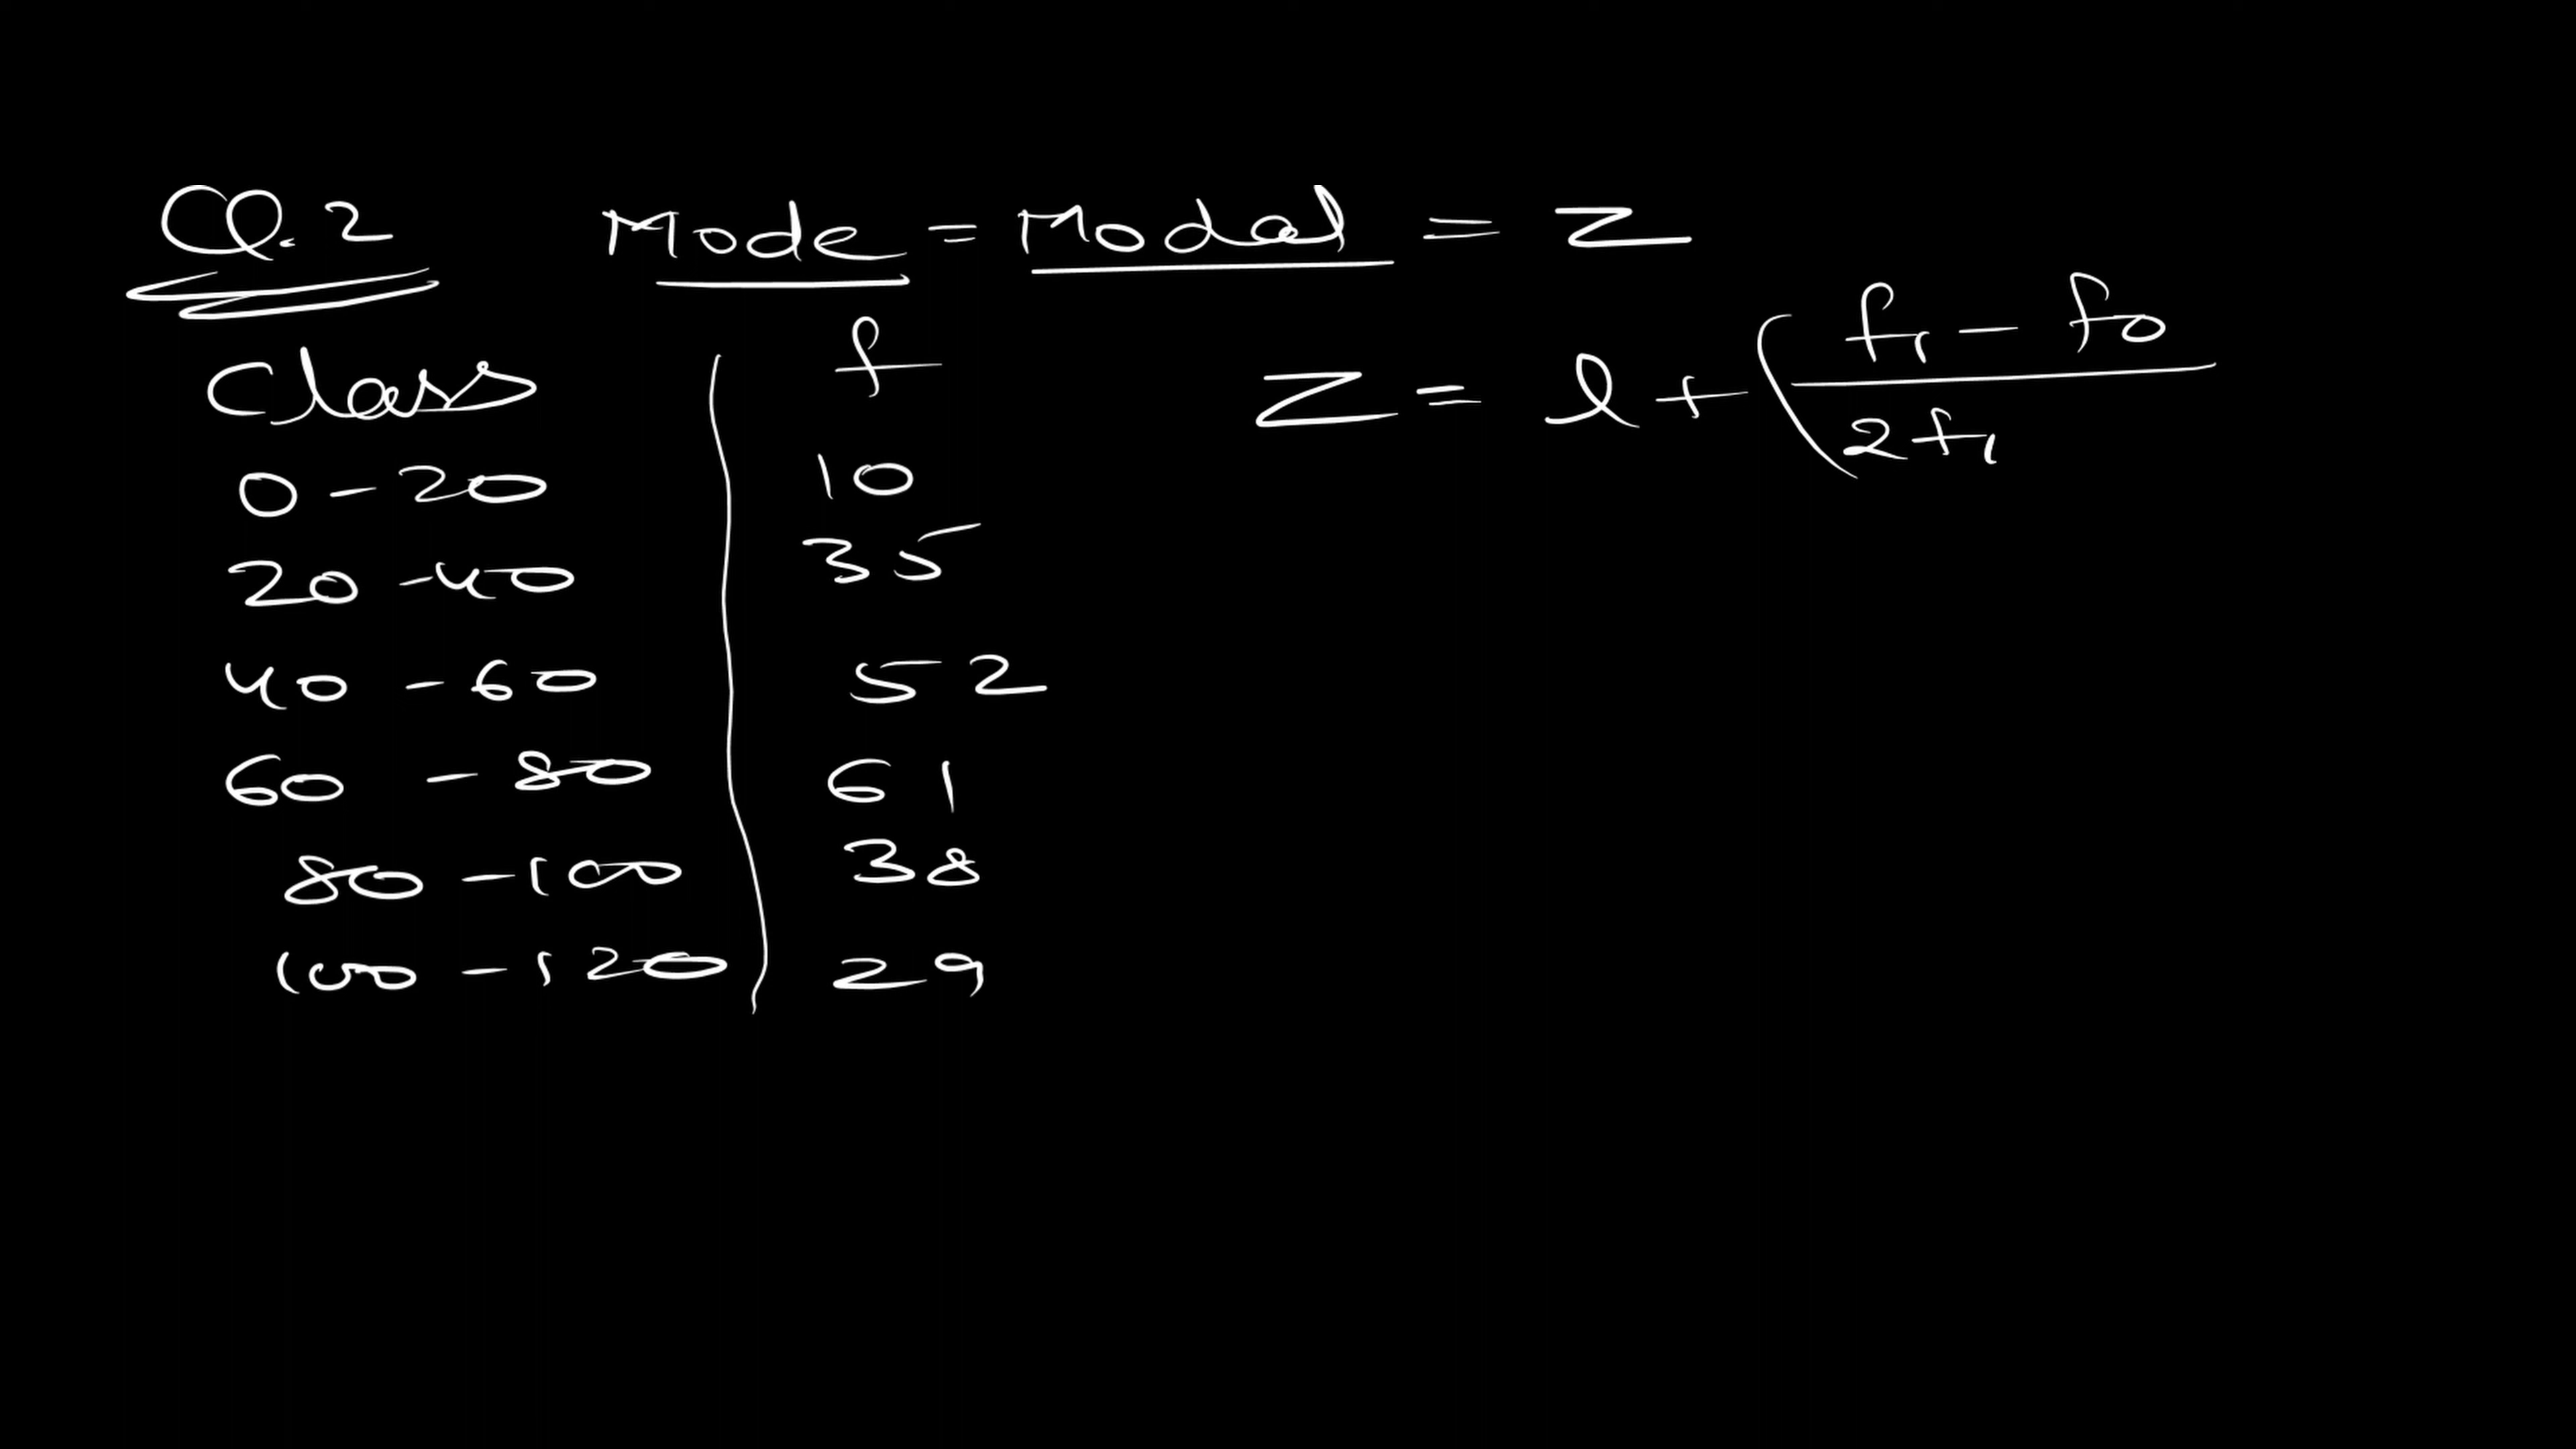 Q.2 Mode = Modal = Z
Class f
Z = l + ( f1 - f0
2f1
0 - 20 10
20 - 40 35
40 - 60 52
60 - 80 61
80 - 100 38
100 - 120 29